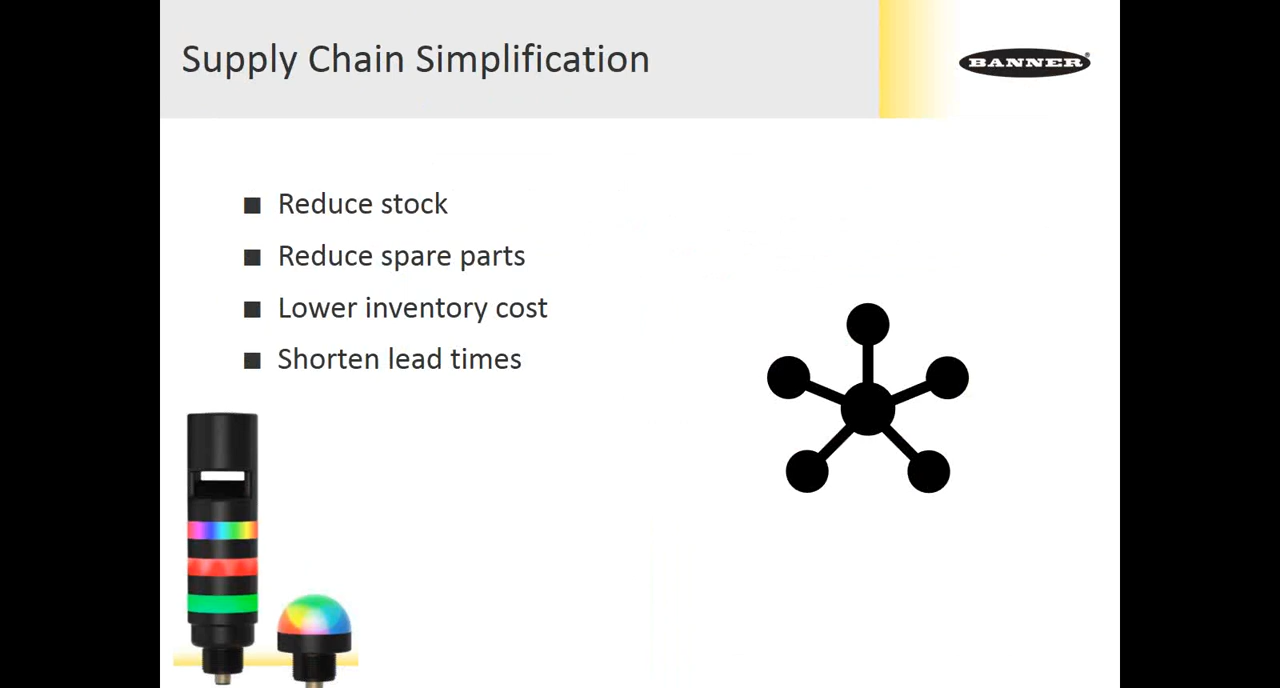 Supply Chain Simplification
BANNER
Reduce stock
Reduce spare parts
Lower inventory cost
Shorten lead times